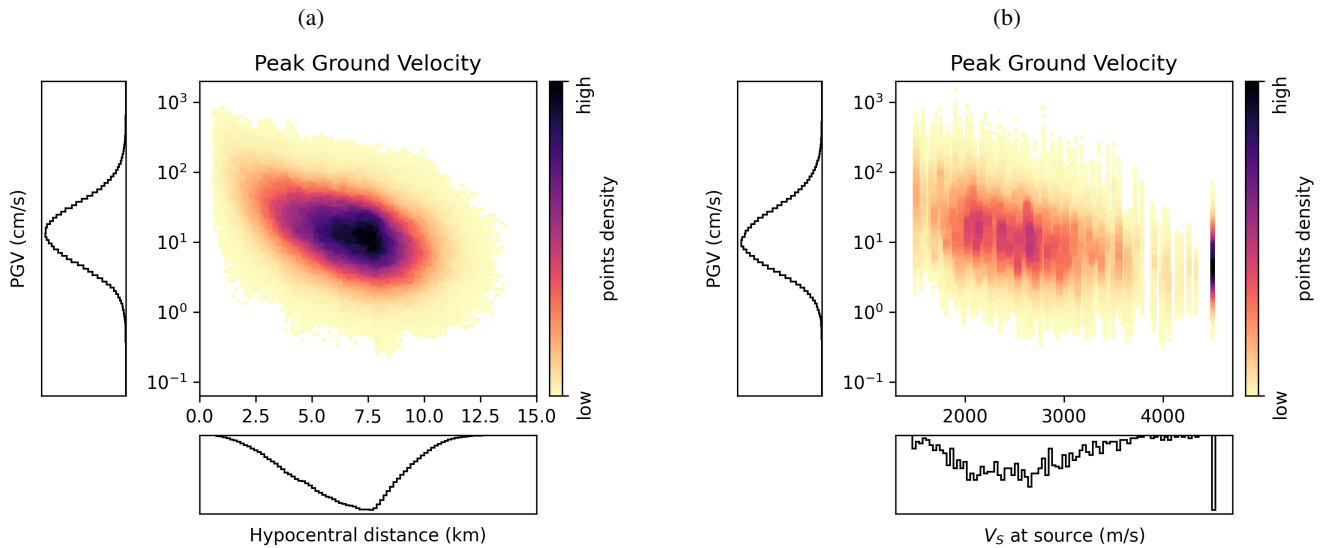 (a)
Peak Ground Velocity
PGV (cm/s)
10³
10²
10¹
10⁰
10⁻¹
0.0 2.5 5.0 7.5 10.0 12.5 15.0
Hypocentral distance (km)
high
points density
low
(b)
Peak Ground Velocity
PGV (cm/s)
10³
10²
10¹
10⁰
10⁻¹
2000 3000 4000
V_S at source (m/s)
high
points density
low